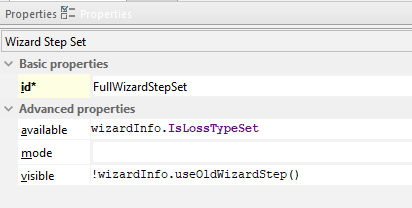 Properties Properties
Wizard Step Set
Basic properties
id* FullWizardStepSet
Advanced properties
available wizardInfo.IsLossTypeSet
mode
visible !wizardInfo.useOldWizardStep()